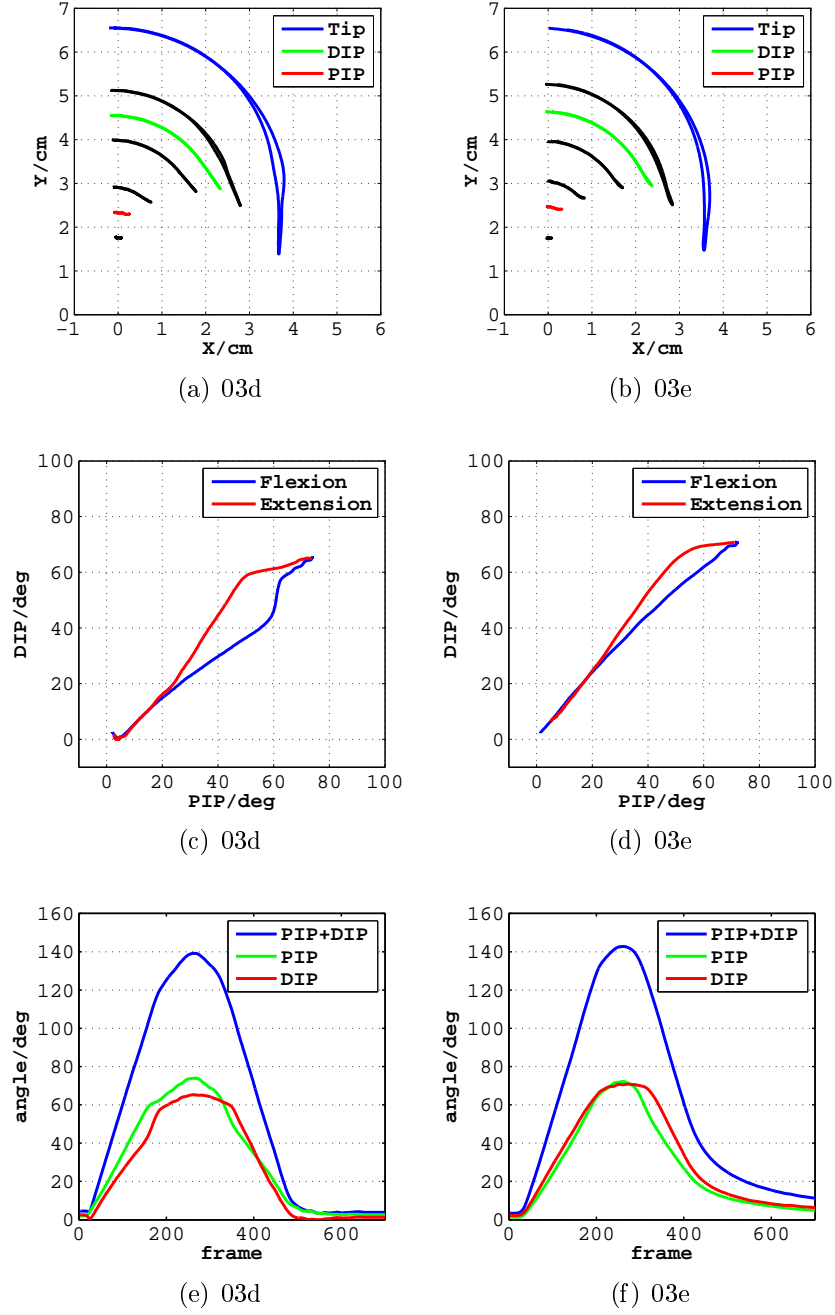 7
6
5
4
3
2
1
0
Y/cm
Tip
DIP
PIP
−1 0 1 2 3 4 5 6
X/cm
(a) 03d
7
6
5
4
3
2
1
0
Y/cm
Tip
DIP
PIP
−1 0 1 2 3 4 5 6
X/cm
(b) 03e
100
80
60
40
20
0
DIP/deg
Flexion
Extension
0 20 40 60 80 100
PIP/deg
(c) 03d
100
80
60
40
20
0
DIP/deg
Flexion
Extension
0 20 40 60 80 100
PIP/deg
(d) 03e
160
140
120
100
80
60
40
20
0
angle/deg
PIP+DIP
PIP
DIP
0 200 400 600
frame
(e) 03d
160
140
120
100
80
60
40
20
0
angle/deg
PIP+DIP
PIP
DIP
0 200 400 600
frame
(f) 03e